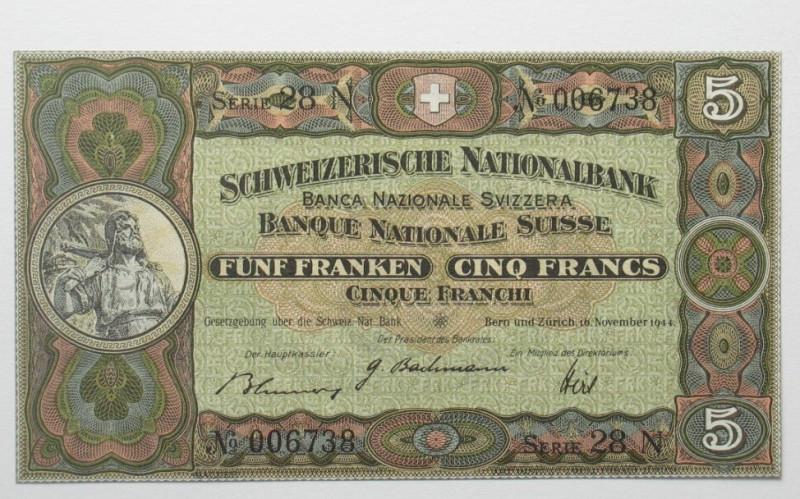 SERIE 28 N No 006738 5
SCHWEIZERISCHE NATIONALBANK
BANCA NAZIONALE SVIZZERA
BANQUE NATIONALE SUISSE
FÜNF FRANKEN CINQ FRANCS
CINQUE FRANCHI
Gesetzgebung über die Schweiz. Nat. Bank Bern und Zürich 16. November 1944.
Der Präsident des Bankrates:
Der Hauptkassier: Ein Mitglied des Direktoriums:
G. Bachmann
No 006738 SERIE 28 N 5